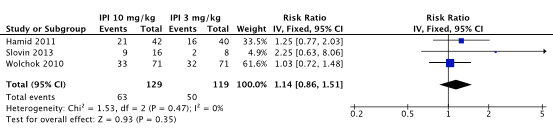 IPI 10 mg/kg IPI 3 mg/kg Risk Ratio Risk Ratio
Study or Subgroup Events Total Events Total Weight IV, Fixed, 95% CI IV, Fixed, 95% CI
Hamid 2011 21 42 16 40 33.5% 1.25 [0.77, 2.03]
Slovin 2013 9 16 2 8 4.9% 2.25 [0.63, 8.06]
Wolchok 2010 33 71 32 71 61.6% 1.03 [0.72, 1.48]
Total (95% CI) 129 119 100.0% 1.14 [0.86, 1.51]
Total events 63 50
Heterogeneity: Chi² = 1.53, df = 2 (P = 0.47); I² = 0%
Test for overall effect: Z = 0.93 (P = 0.35)
0.2 0.5 1 2 5